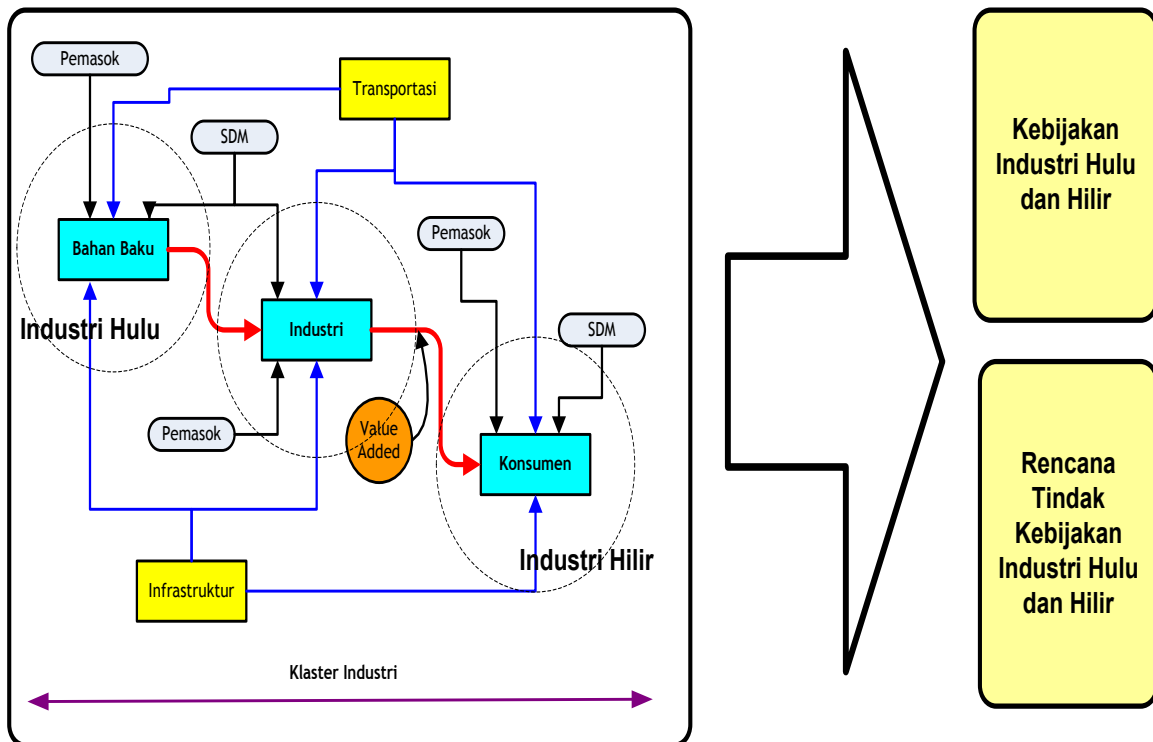 Pemasok
Transportasi
SDM
Bahan Baku
Industri Hulu
Pemasok
Industri
SDM
Pemasok
Value
Added
Konsumen
Industri Hilir
Infrastruktur
Klaster Industri
Kebijakan
Industri Hulu
dan Hilir
Rencana
Tindak
Kebijakan
Industri Hulu
dan Hilir